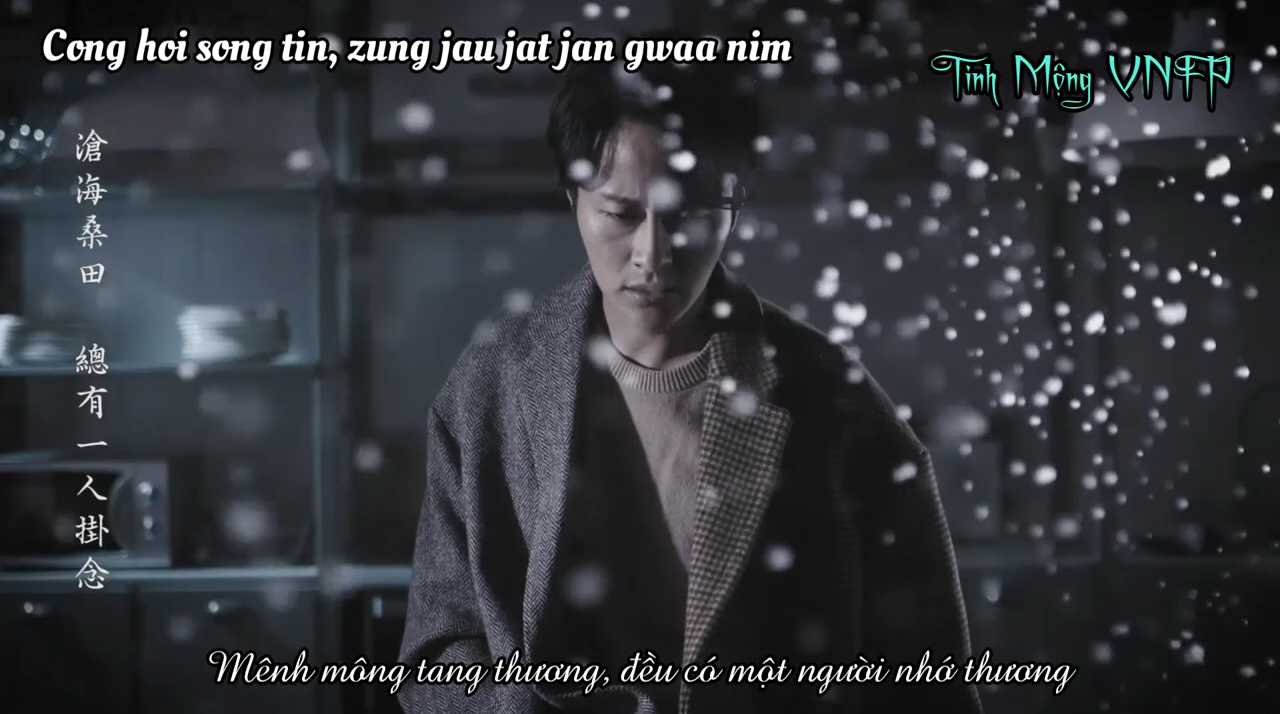 Cong hoi song tin, zung jau jat jan gwaa nim
Tinh Mộng VNFP
滄海桑田 總有一人掛念
Mênh mông tang thương, đều có một người nhớ thương